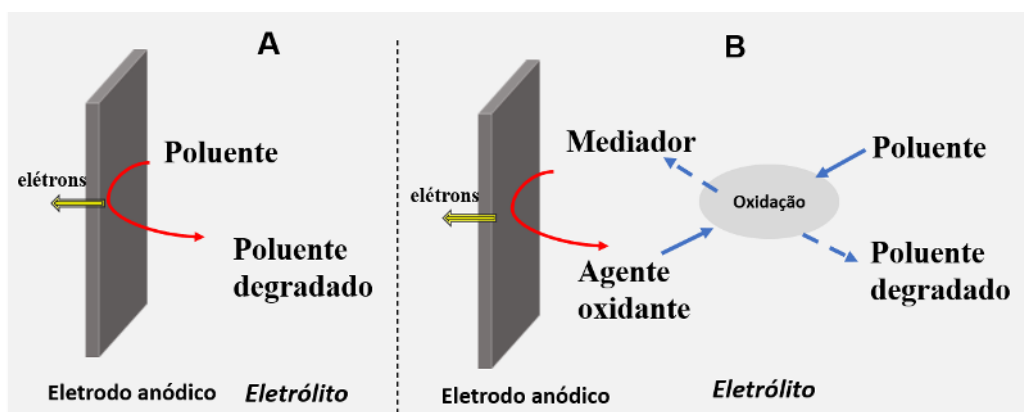 A
Poluente
elétrons
Poluente
degradado
Eletrodo anódico
Eletrólito
B
Mediador
Poluente
elétrons
Oxidação
Agente
oxidante
Poluente
degradado
Eletrodo anódico
Eletrólito